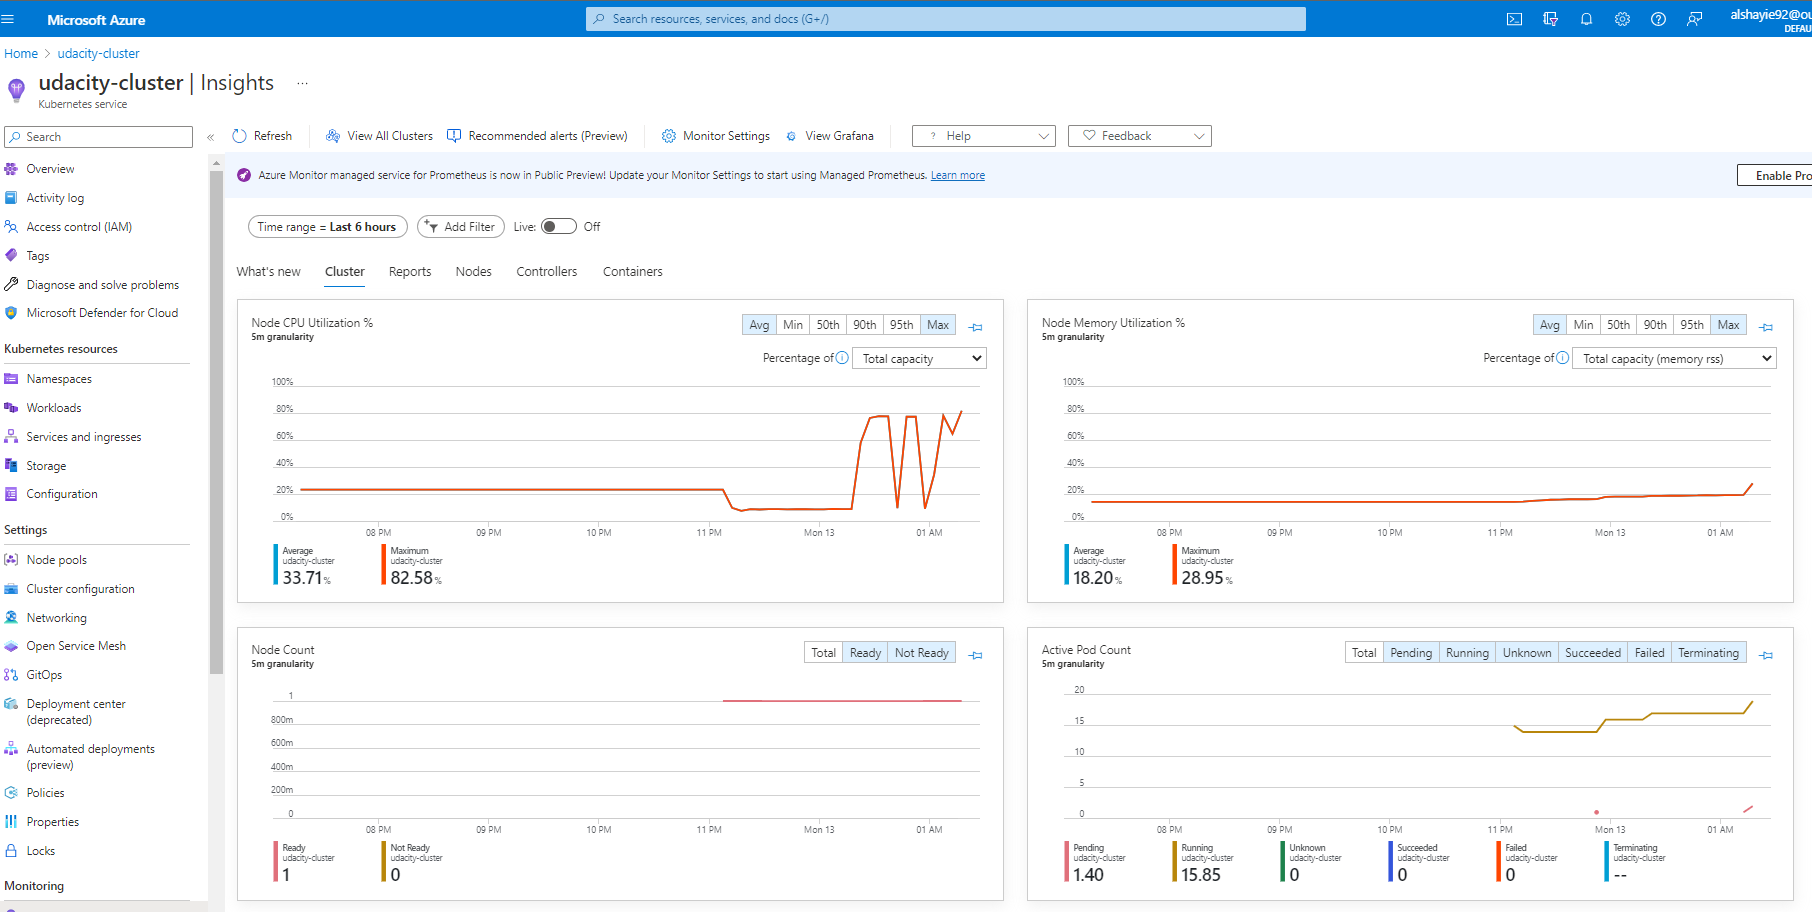 Microsoft Azure
Search resources, services, and docs (G+/)
alshayie92@ou
DEFAU
Home > udacity-cluster
udacity-cluster | Insights ...
Kubernetes service
Search
«
Refresh
View All Clusters
Recommended alerts (Preview)
Monitor Settings
View Grafana
? Help
Feedback
Azure Monitor managed service for Prometheus is now in Public Preview! Update your Monitor Settings to start using Managed Prometheus. Learn more
Enable Pro
Overview
Activity log
Access control (IAM)
Tags
Diagnose and solve problems
Microsoft Defender for Cloud
Kubernetes resources
Namespaces
Workloads
Services and ingresses
Storage
Configuration
Settings
Node pools
Cluster configuration
Networking
Open Service Mesh
GitOps
Deployment center
(deprecated)
Automated deployments
(preview)
Policies
Properties
Locks
Monitoring
Time range = Last 6 hours
Add Filter
Live: Off
What's new
Cluster
Reports
Nodes
Controllers
Containers
Node CPU Utilization %
5m granularity
Avg Min 50th 90th 95th Max
Percentage of Total capacity
100%
80%
60%
40%
20%
0%
08 PM 09 PM 10 PM 11 PM Mon 13 01 AM
Average
udacity-cluster
33.71%
Maximum
udacity-cluster
82.58%
Node Memory Utilization %
5m granularity
Avg Min 50th 90th 95th Max
Percentage of Total capacity (memory rss)
100%
80%
60%
40%
20%
0%
08 PM 09 PM 10 PM 11 PM Mon 13 01 AM
Average
udacity-cluster
18.20%
Maximum
udacity-cluster
28.95%
Node Count
5m granularity
Total Ready Not Ready
1
800m
600m
400m
200m
0
08 PM 09 PM 10 PM 11 PM Mon 13 01 AM
Ready
udacity-cluster
1
Not Ready
udacity-cluster
0
Active Pod Count
5m granularity
Total Pending Running Unknown Succeeded Failed Terminating
20
15
10
5
0
08 PM 09 PM 10 PM 11 PM Mon 13 01 AM
Pending
udacity-cluster
1.40
Running
udacity-cluster
15.85
Unknown
udacity-cluster
0
Succeeded
udacity-cluster
0
Failed
udacity-cluster
0
Terminating
udacity-cluster
--